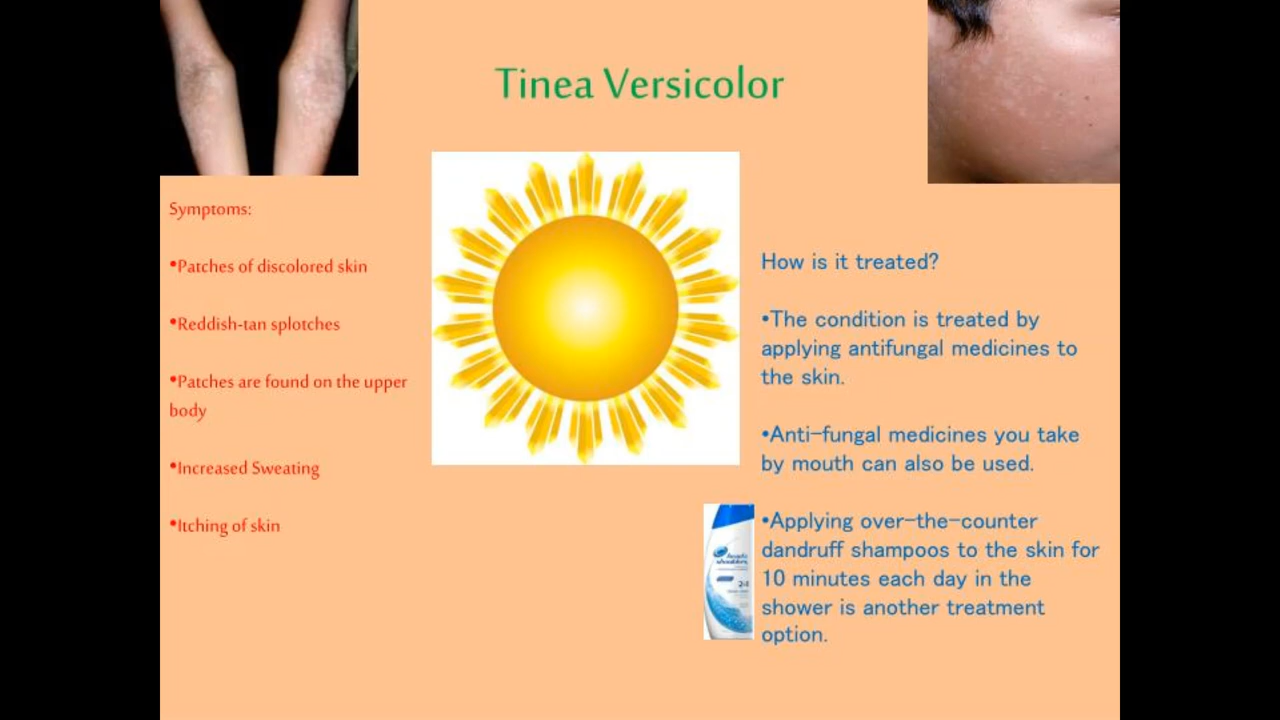 Tinea Versicolor
Symptoms:
•Patches of discolored skin
•Reddish-tan splotches
•Patches are found on the upper
body
•Increased Sweating
•Itching of skin
How is it treated?
•The condition is treated by
applying antifungal medicines to
the skin.
•Anti-fungal medicines you take
by mouth can also be used.
•Applying over-the-counter
dandruff shampoos to the skin for
10 minutes each day in the
shower is another treatment
option.
head &
shoulders